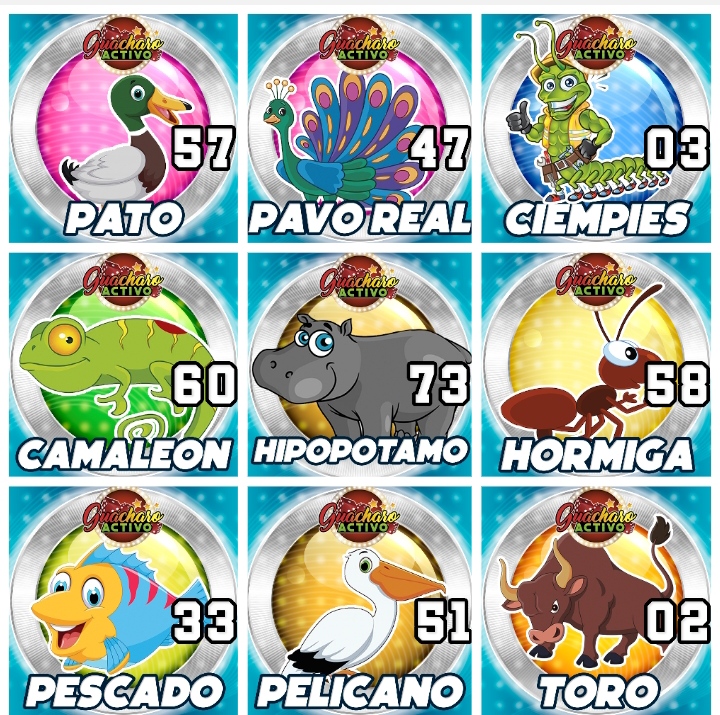 Guacharo
ACTIVO
57
PATO
Guacharo
ACTIVO
47
PAVO REAL
Guacharo
ACTIVO
03
CIEMPIES
Guacharo
ACTIVO
60
CAMALEON
Guacharo
ACTIVO
73
HIPOPOTAMO
Guacharo
ACTIVO
58
HORMIGA
Guacharo
ACTIVO
33
PESCADO
Guacharo
ACTIVO
51
PELICANO
Guacharo
ACTIVO
02
TORO